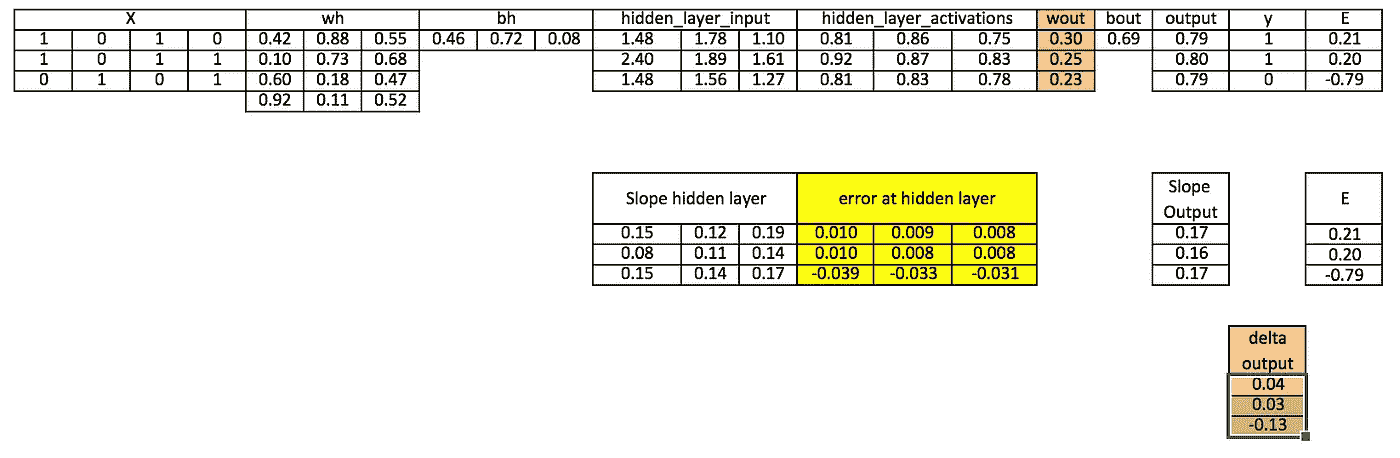 X wh bh hidden_layer_input hidden_layer_activations wout bout output y E
1 0 1 0 0.42 0.88 0.55 0.46 0.72 0.08 1.48 1.78 1.10 0.81 0.86 0.75 0.30 0.69 0.79 1 0.21
1 0 1 1 0.10 0.73 0.68 2.40 1.89 1.61 0.92 0.87 0.83 0.25 0.80 1 0.20
0 1 0 1 0.60 0.18 0.47 1.48 1.56 1.27 0.81 0.83 0.78 0.23 0.79 0 -0.79
0.92 0.11 0.52
Slope hidden layer error at hidden layer Slope Output E
0.15 0.12 0.19 0.010 0.009 0.008 0.17 0.21
0.08 0.11 0.14 0.010 0.008 0.008 0.16 0.20
0.15 0.14 0.17 -0.039 -0.033 -0.031 0.17 -0.79
delta
output
0.04
0.03
-0.13